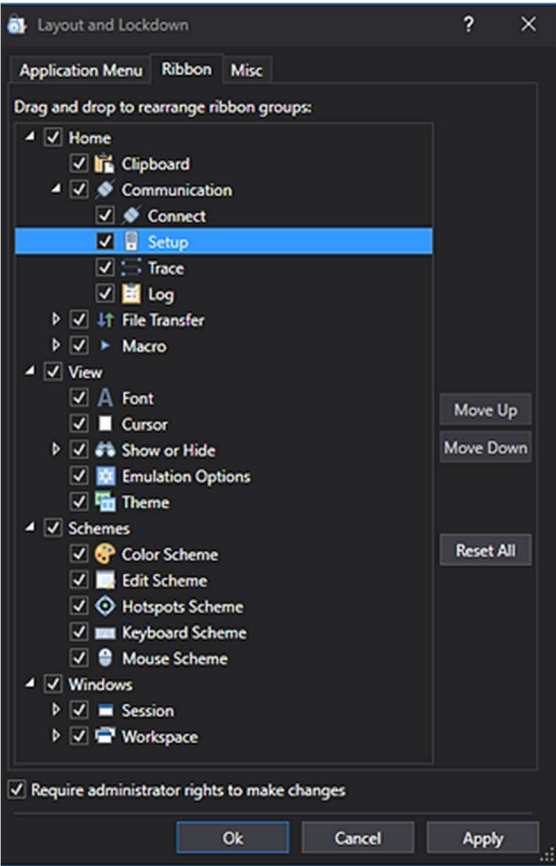 Layout and Lockdown ?
Application Menu Ribbon Misc
Drag and drop to rearrange ribbon groups:
Home
Clipboard
Communication
Connect
Setup
Trace
Log
File Transfer
Macro
View
Font
Cursor
Show or Hide
Emulation Options
Theme
Schemes
Color Scheme
Edit Scheme
Hotspots Scheme
Keyboard Scheme
Mouse Scheme
Windows
Session
Workspace
Move Up
Move Down
Reset All
Require administrator rights to make changes
Ok Cancel Apply